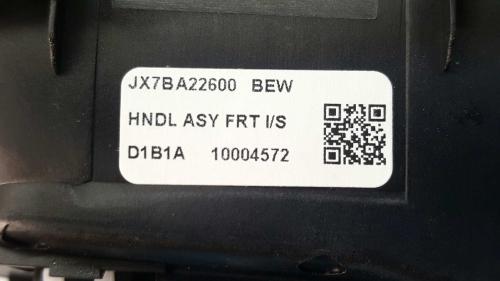 JX7BA22600 BEW
HNDL ASY FRT I/S
D1B1A 10004572